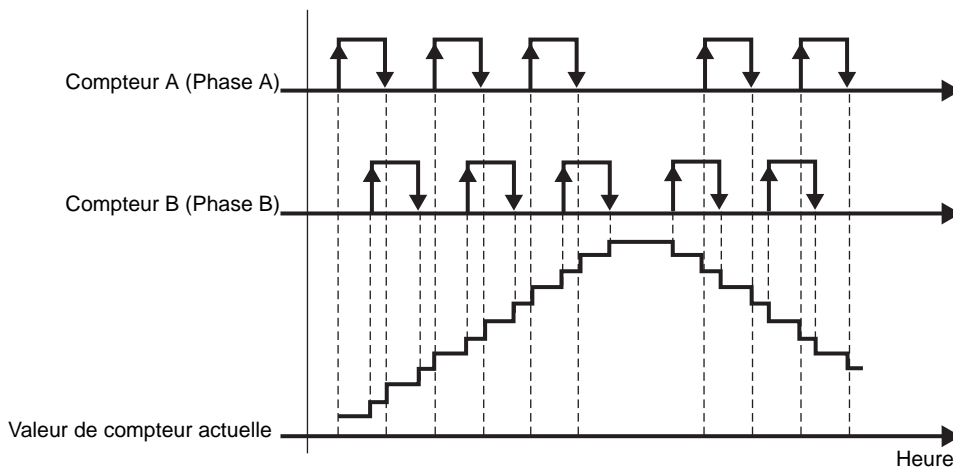 Compteur A (Phase A)
Compteur B (Phase B)
Valeur de compteur actuelle
Heure